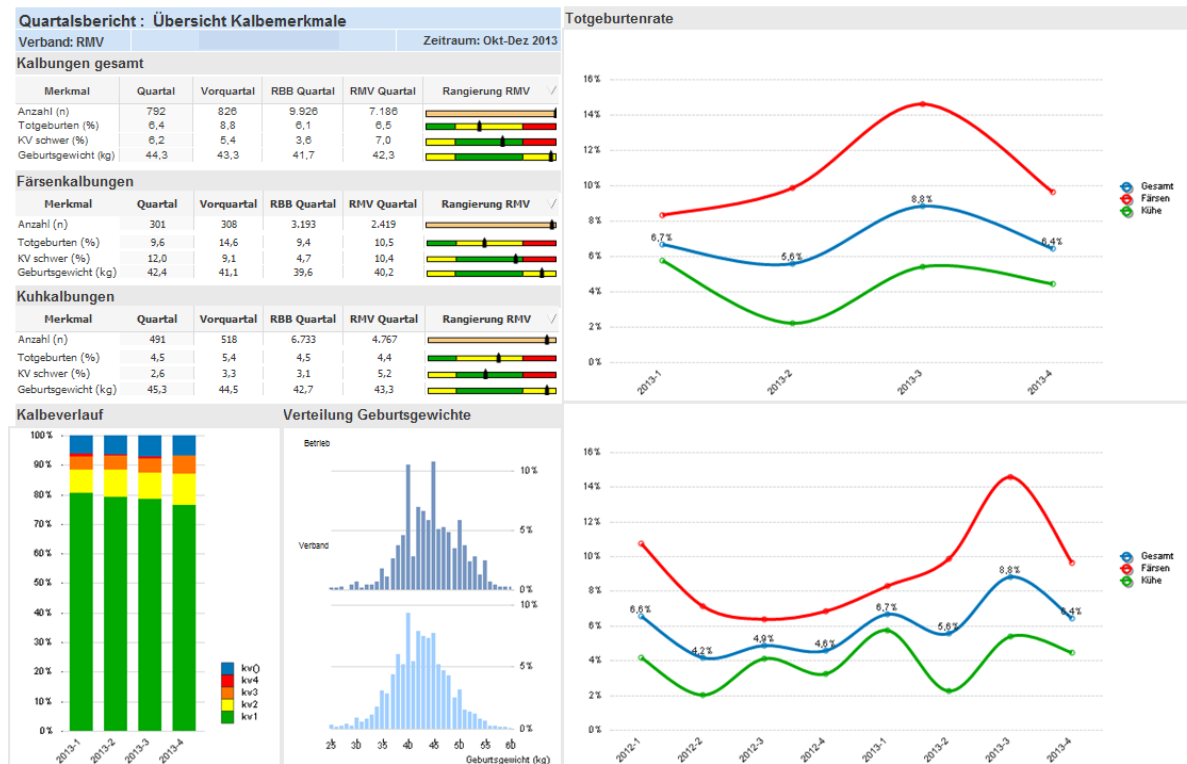 Quartalsbericht : Übersicht Kalbemerkmale
Verband: RMV Zeitraum: Okt-Dez 2013
Kalbungen gesamt
Merkmal Quartal Vorquartal RBB Quartal RMV Quartal Rangierung RMV
Anzahl (n) 792 826 9.926 7.186
Totgeburten (%) 6,4 8,8 6,1 6,5
KV schwer (%) 6,2 5,4 3,6 7,0
Geburtsgewicht (kg) 44,3 43,3 41,7 42,3
Färsenkalbungen
Merkmal Quartal Vorquartal RBB Quartal RMV Quartal Rangierung RMV
Anzahl (n) 301 308 3.193 2.419
Totgeburten (%) 9,6 14,6 9,4 10,5
KV schwer (%) 12,0 9,1 4,7 10,4
Geburtsgewicht (kg) 42,4 41,1 39,6 40,2
Kuhkalbungen
Merkmal Quartal Vorquartal RBB Quartal RMV Quartal Rangierung RMV
Anzahl (n) 491 518 6.733 4.767
Totgeburten (%) 4,5 5,4 4,5 4,4
KV schwer (%) 2,6 3,3 3,1 5,2
Geburtsgewicht (kg) 45,3 44,5 42,7 43,3
Kalbeverlauf
100%
90%
80%
70%
60%
50%
40%
30%
20%
10%
0%
2013-1 2013-2 2013-3 2013-4
kv()
kv4
kv3
kv2
kv1
Verteilung Geburtsgewichte
Betrieb
10%
5%
Verband
0%
10%
5%
0%
25 30 35 40 45 50 55 60
Geburtsgewicht (kg)
Totgeburtenrate
16%
14%
12%
10%
8%
6%
4%
2%
0%
6,7%
5,6%
8,8%
6,4%
2013-1 2013-2 2013-3 2013-4
Gesamt
Färsen
Kühe
16%
14%
12%
10%
8%
6%
4%
2%
0%
6,6%
4,2%
4,9%
4,6%
6,7%
5,6%
8,8%
6,4%
2012-1 2012-2 2012-3 2012-4 2013-1 2013-2 2013-3 2013-4
Gesamt
Färsen
Kühe